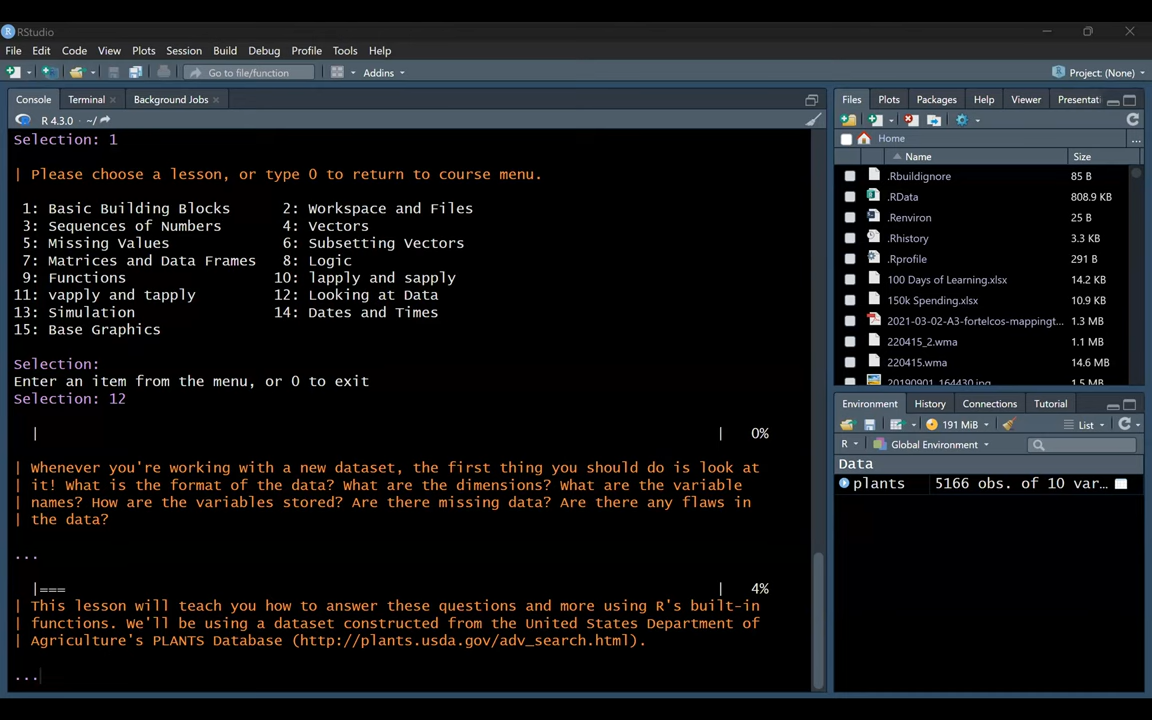 RStudio
File Edit Code View Plots Session Build Debug Profile Tools Help
Go to file/function
Addins
Project: (None)
Console Terminal Background Jobs
R 4.3.0 · ~/
Selection: 1
| Please choose a lesson, or type 0 to return to course menu.
1: Basic Building Blocks 2: Workspace and Files
3: Sequences of Numbers 4: Vectors
5: Missing Values 6: Subsetting Vectors
7: Matrices and Data Frames 8: Logic
9: Functions 10: lapply and sapply
11: vapply and tapply 12: Looking at Data
13: Simulation 14: Dates and Times
15: Base Graphics
Selection:
Enter an item from the menu, or 0 to exit
Selection: 12
| | 0%
| Whenever you're working with a new dataset, the first thing you should do is look at
| it! What is the format of the data? What are the dimensions? What are the variable
| names? How are the variables stored? Are there missing data? Are there any flaws in
| the data?
...
|=== | 4%
| This lesson will teach you how to answer these questions and more using R's built-in
| functions. We'll be using a dataset constructed from the United States Department of
| Agriculture's PLANTS Database (http://plants.usda.gov/adv_search.html).
...
Files Plots Packages Help Viewer Presentati
Home
...
Name Size
.Rbuildignore 85 B
.RData 808.9 KB
.Renviron 25 B
.Rhistory 3.3 KB
.Rprofile 291 B
100 Days of Learning.xlsx 14.2 KB
150k Spending.xlsx 10.9 KB
2021-03-02-A3-fortelcos-mappingt... 1.3 MB
220415_2.wma 1.1 MB
220415.wma 14.6 MB
20190901_164430.jpg 1.5 MB
Environment History Connections Tutorial
191 MiB
List
R Global Environment
Data
plants 5166 obs. of 10 var...